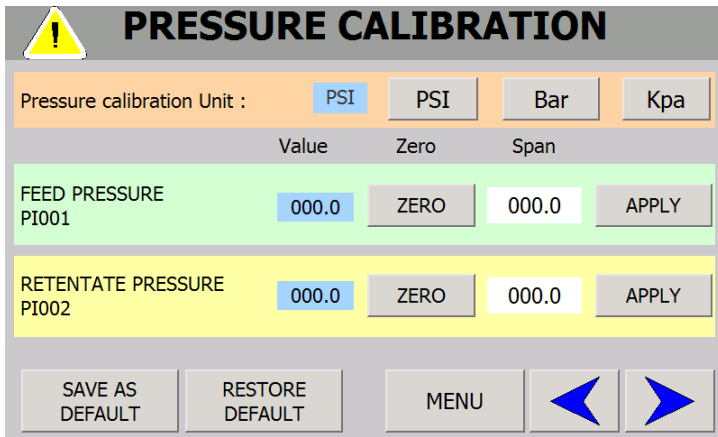 PRESSURE CALIBRATION
Pressure calibration Unit : PSI PSI Bar Kpa
Value Zero Span
FEED PRESSURE
PI001
000.0 ZERO 000.0 APPLY
RETENTATE PRESSURE
PI002
000.0 ZERO 000.0 APPLY
SAVE AS
DEFAULT
RESTORE
DEFAULT
MENU